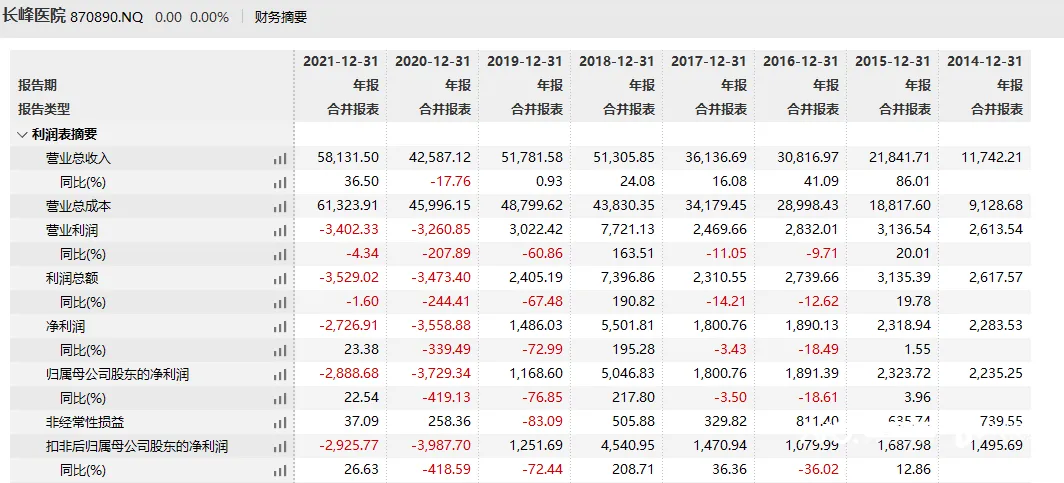 长峰医院 870890.NQ 0.00 0.00% 财务摘要
2021-12-31 2020-12-31 2019-12-31 2018-12-31 2017-12-31 2016-12-31 2015-12-31 2014-12-31
报告期 年报 年报 年报 年报 年报 年报 年报 年报
报告类型 合并报表 合并报表 合并报表 合并报表 合并报表 合并报表 合并报表 合并报表
利润表摘要
营业总收入 58,131.50 42,587.12 51,781.58 51,305.85 36,136.69 30,816.97 21,841.71 11,742.21
同比(%) 36.50 -17.76 0.93 24.08 16.08 41.09 86.01
营业总成本 61,323.91 45,996.15 48,799.62 43,830.35 34,179.45 28,998.43 18,817.60 9,128.68
营业利润 -3,402.33 -3,260.85 3,022.42 7,721.13 2,469.66 2,832.01 3,136.54 2,613.54
同比(%) -4.34 -207.89 -60.86 163.51 -11.05 -9.71 20.01
利润总额 -3,529.02 -3,473.40 2,405.19 7,396.86 2,310.55 2,739.66 3,135.39 2,617.57
同比(%) -1.60 -244.41 -67.48 190.82 -14.21 -12.62 19.78
净利润 -2,726.91 -3,558.88 1,486.03 5,501.81 1,800.76 1,890.13 2,318.94 2,283.53
同比(%) 23.38 -339.49 -72.99 195.28 -3.43 -18.49 1.55
归属母公司股东的净利润 -2,888.68 -3,729.34 1,168.60 5,046.83 1,800.76 1,891.39 2,323.72 2,235.25
同比(%) 22.54 -419.13 -76.85 217.80 -3.50 -18.61 3.96
非经常性损益 37.09 258.36 -83.09 505.88 329.82 811.40 635.74 739.55
扣非后归属母公司股东的净利润 -2,925.77 -3,987.70 1,251.69 4,540.95 1,470.94 1,079.99 1,687.98 1,495.69
同比(%) 26.63 -418.59 -72.44 208.71 36.36 -36.02 12.86